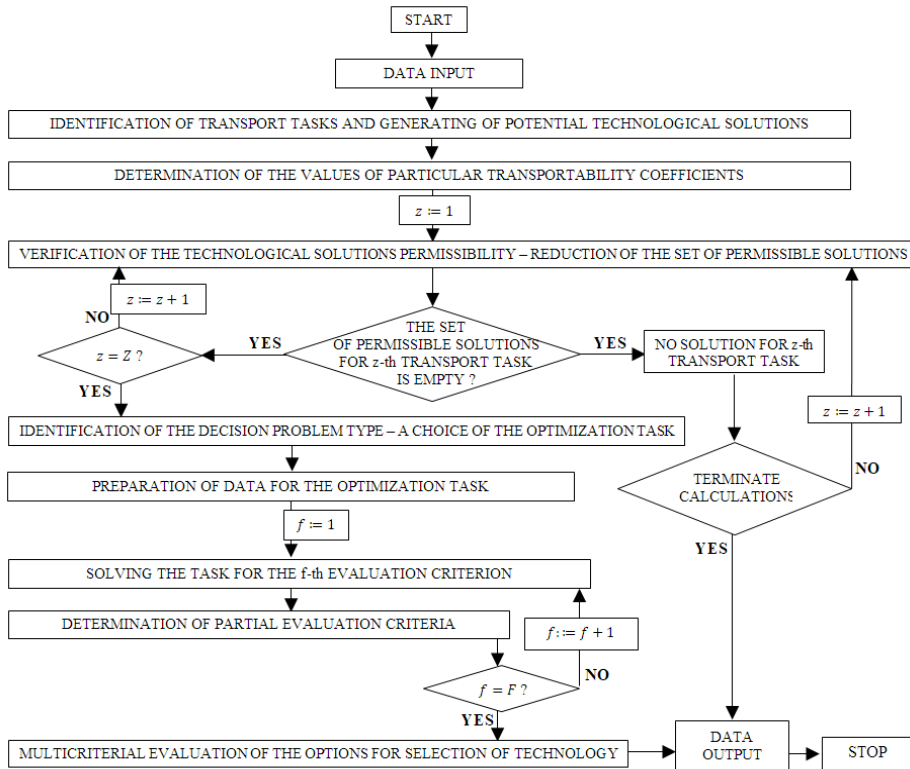 START
DATA INPUT
IDENTIFICATION OF TRANSPORT TASKS AND GENERATING OF POTENTIAL TECHNOLOGICAL SOLUTIONS
DETERMINATION OF THE VALUES OF PARTICULAR TRANSPORTABILITY COEFFICIENTS
z := 1
VERIFICATION OF THE TECHNOLOGICAL SOLUTIONS PERMISSIBILITY – REDUCTION OF THE SET OF PERMISSIBLE SOLUTIONS
z := z + 1
NO
z = Z ?
YES
YES
THE SET
OF PERMISSIBLE SOLUTIONS
FOR z-th TRANSPORT TASK
IS EMPTY ?
YES
NO SOLUTION FOR z-th
TRANSPORT TASK
z := z + 1
NO
IDENTIFICATION OF THE DECISION PROBLEM TYPE – A CHOICE OF THE OPTIMIZATION TASK
PREPARATION OF DATA FOR THE OPTIMIZATION TASK
TERMINATE
CALCULATIONS
YES
f := 1
SOLVING THE TASK FOR THE f-th EVALUATION CRITERION
DETERMINATION OF PARTIAL EVALUATION CRITERIA
f ::= f + 1
NO
f = F ?
YES
MULTICRITERIAL EVALUATION OF THE OPTIONS FOR SELECTION OF TECHNOLOGY
DATA
OUTPUT
STOP